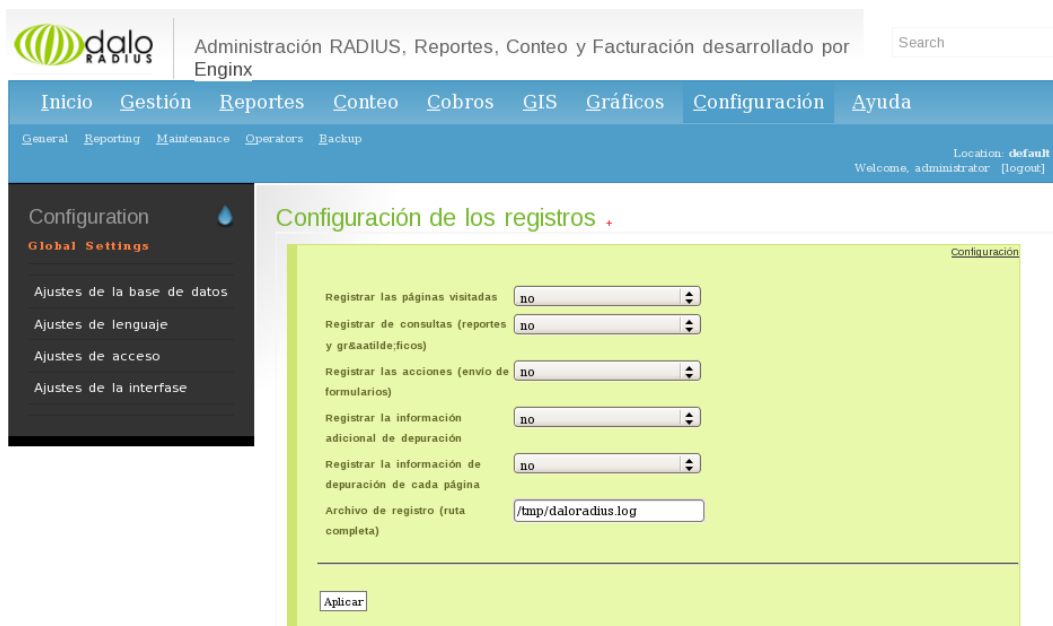 dalo
RADIUS
Administración RADIUS, Reportes, Conteo y Facturación desarrollado por
Enginx
Search
Inicio Gestión Reportes Conteo Cobros GIS Gráficos Configuración Ayuda
General Reporting Maintenance Operators Backup
Location: default
Welcome, administrator [logout]
Configuration
Global Settings
Ajustes de la base de datos
Ajustes de lenguaje
Ajustes de acceso
Ajustes de la interfase
Configuración de los registros +
Configuración
Registrar las páginas visitadas no
Registrar de consultas (reportes no
y gr&aatilde;ficos)
Registrar las acciones (envío de no
formularios)
Registrar la información no
adicional de depuración
Registrar la información de no
depuración de cada página
Archivo de registro (ruta /tmp/daloradius.log
completa)
Aplicar